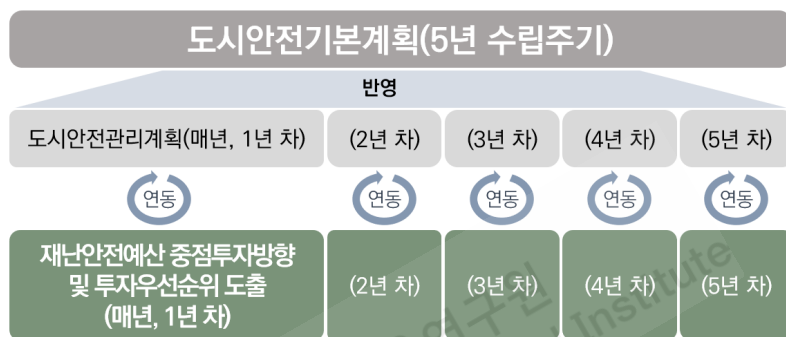 도시안전기본계획(5년 수립주기)
반영
도시안전관리계획(매년, 1년 차)
(2년 차)
(3년 차)
(4년 차)
(5년 차)
연동
연동
연동
연동
연동
재난안전예산 중점투자방향
및 투자우선순위 도출
(매년, 1년 차)
(2년 차)
(3년 차)
(4년 차)
(5년 차)
연구원
Institute